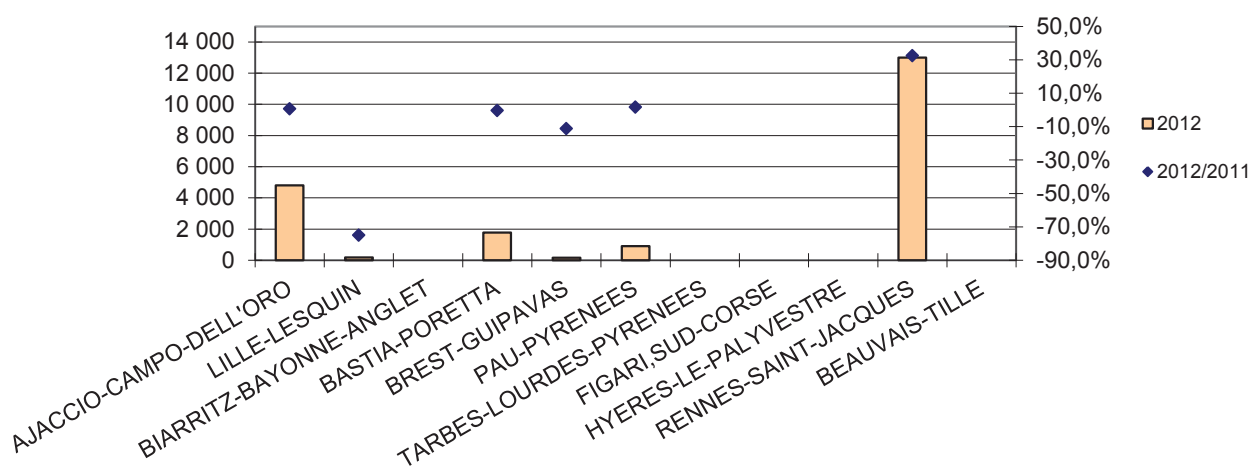 14 000
12 000
10 000
8 000
6 000
4 000
2 000
0
50,0%
30,0%
10,0%
-10,0%
-30,0%
-50,0%
-70,0%
-90,0%
2012
2012/2011
AJACCIO-CAMPO-DELL'ORO
LILLE-LESQUIN
BIARRITZ-BAYONNE-ANGLET
BASTIA-PORETTA
BREST-GUIPAVAS
PAU-PYRENEES
TARBES-LOURDES-PYRENEES
FIGARI,SUD-CORSE
HYERES-LE-PALYVESTRE
RENNES-SAINT-JACQUES
BEAUVAIS-TILLE